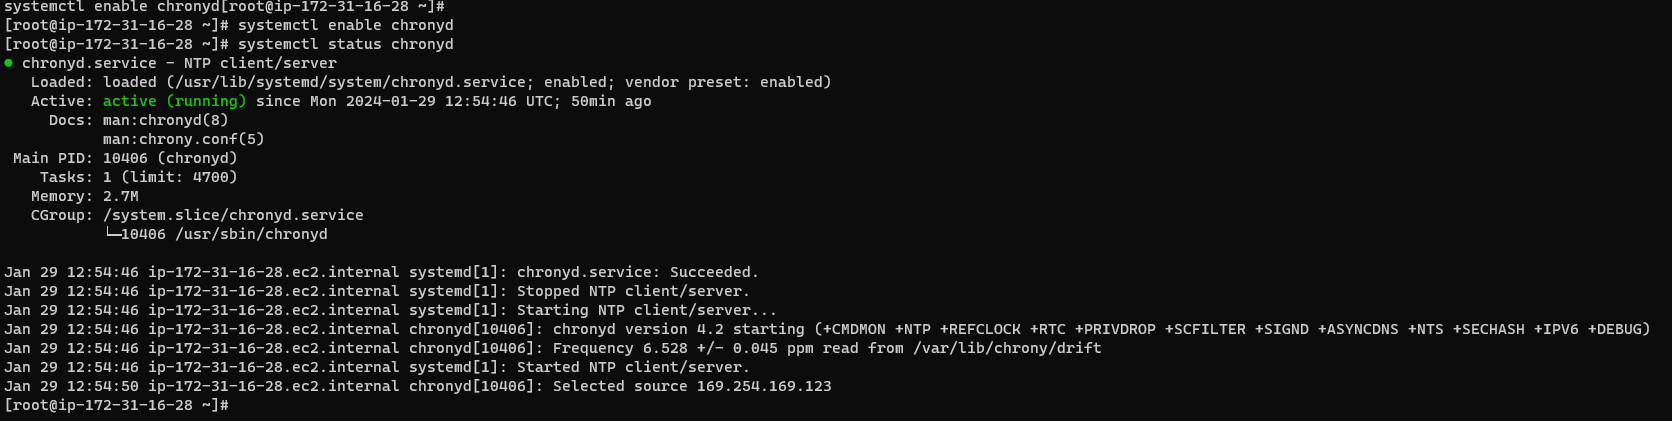 systemctl enable chronyd[root@ip-172-31-16-28 ~]#
[root@ip-172-31-16-28 ~]# systemctl enable chronyd
[root@ip-172-31-16-28 ~]# systemctl status chronyd
● chronyd.service - NTP client/server
Loaded: loaded (/usr/lib/systemd/system/chronyd.service; enabled; vendor preset: enabled)
Active: active (running) since Mon 2024-01-29 12:54:46 UTC; 50min ago
Docs: man:chronyd(8)
man:chrony.conf(5)
Main PID: 10406 (chronyd)
Tasks: 1 (limit: 4700)
Memory: 2.7M
CGroup: /system.slice/chronyd.service
└─10406 /usr/sbin/chronyd
Jan 29 12:54:46 ip-172-31-16-28.ec2.internal systemd[1]: chronyd.service: Succeeded.
Jan 29 12:54:46 ip-172-31-16-28.ec2.internal systemd[1]: Stopped NTP client/server.
Jan 29 12:54:46 ip-172-31-16-28.ec2.internal systemd[1]: Starting NTP client/server...
Jan 29 12:54:46 ip-172-31-16-28.ec2.internal chronyd[10406]: chronyd version 4.2 starting (+CMDMON +NTP +REFCLOCK +RTC +PRIVDROP +SCFILTER +SIGND +ASYNCDNS +NTS +SECHASH +IPV6 +DEBUG)
Jan 29 12:54:46 ip-172-31-16-28.ec2.internal chronyd[10406]: Frequency 6.528 +/- 0.045 ppm read from /var/lib/chrony/drift
Jan 29 12:54:46 ip-172-31-16-28.ec2.internal systemd[1]: Started NTP client/server.
Jan 29 12:54:50 ip-172-31-16-28.ec2.internal chronyd[10406]: Selected source 169.254.169.123
[root@ip-172-31-16-28 ~]#